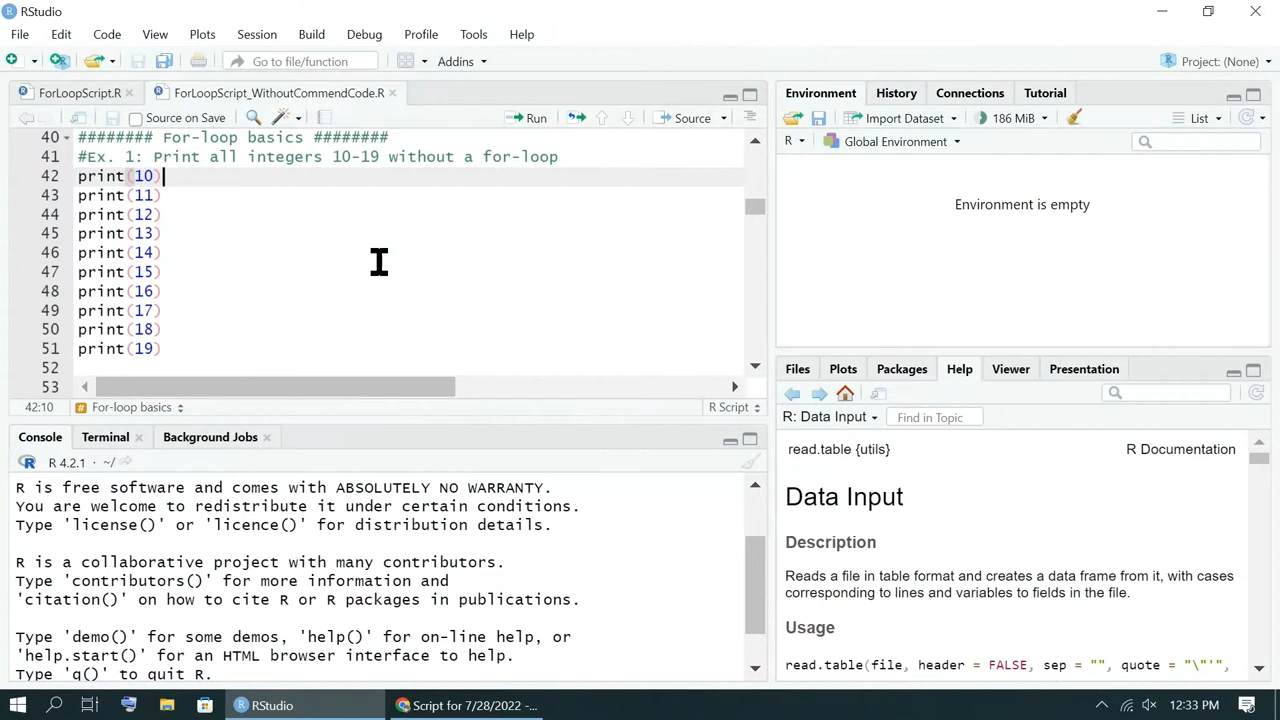 RStudio
File Edit Code View Plots Session Build Debug Profile Tools Help
Go to file/function Addins Project: (None)
ForLoopScript.R ForLoopScript_WithoutCommendCode.R
Source on Save Run Source
40 ######## For-loop basics ########
41 #Ex. 1: Print all integers 10-19 without a for-loop
42 print(10)
43 print(11)
44 print(12)
45 print(13)
46 print(14)
47 print(15)
48 print(16)
49 print(17)
50 print(18)
51 print(19)
52
53
42:10 # For-loop basics R Script
Console Terminal Background Jobs
R 4.2.1 · ~/
R is free software and comes with ABSOLUTELY NO WARRANTY.
You are welcome to redistribute it under certain conditions.
Type 'license()' or 'licence()' for distribution details.
R is a collaborative project with many contributors.
Type 'contributors()' for more information and
'citation()' on how to cite R or R packages in publications.
Type 'demo()' for some demos, 'help()' for on-line help, or
'help.start()' for an HTML browser interface to help.
Type 'q()' to quit R.
Environment History Connections Tutorial
Import Dataset 186 MiB List
R Global Environment
Environment is empty
Files Plots Packages Help Viewer Presentation
R: Data Input Find in Topic
read.table {utils} R Documentation
Data Input
Description
Reads a file in table format and creates a data frame from it, with cases
corresponding to lines and variables to fields in the file.
Usage
read.table(file, header = FALSE, sep = "", quote = "\"'",
RStudio Script for 7/28/2022 -... 12:33 PM